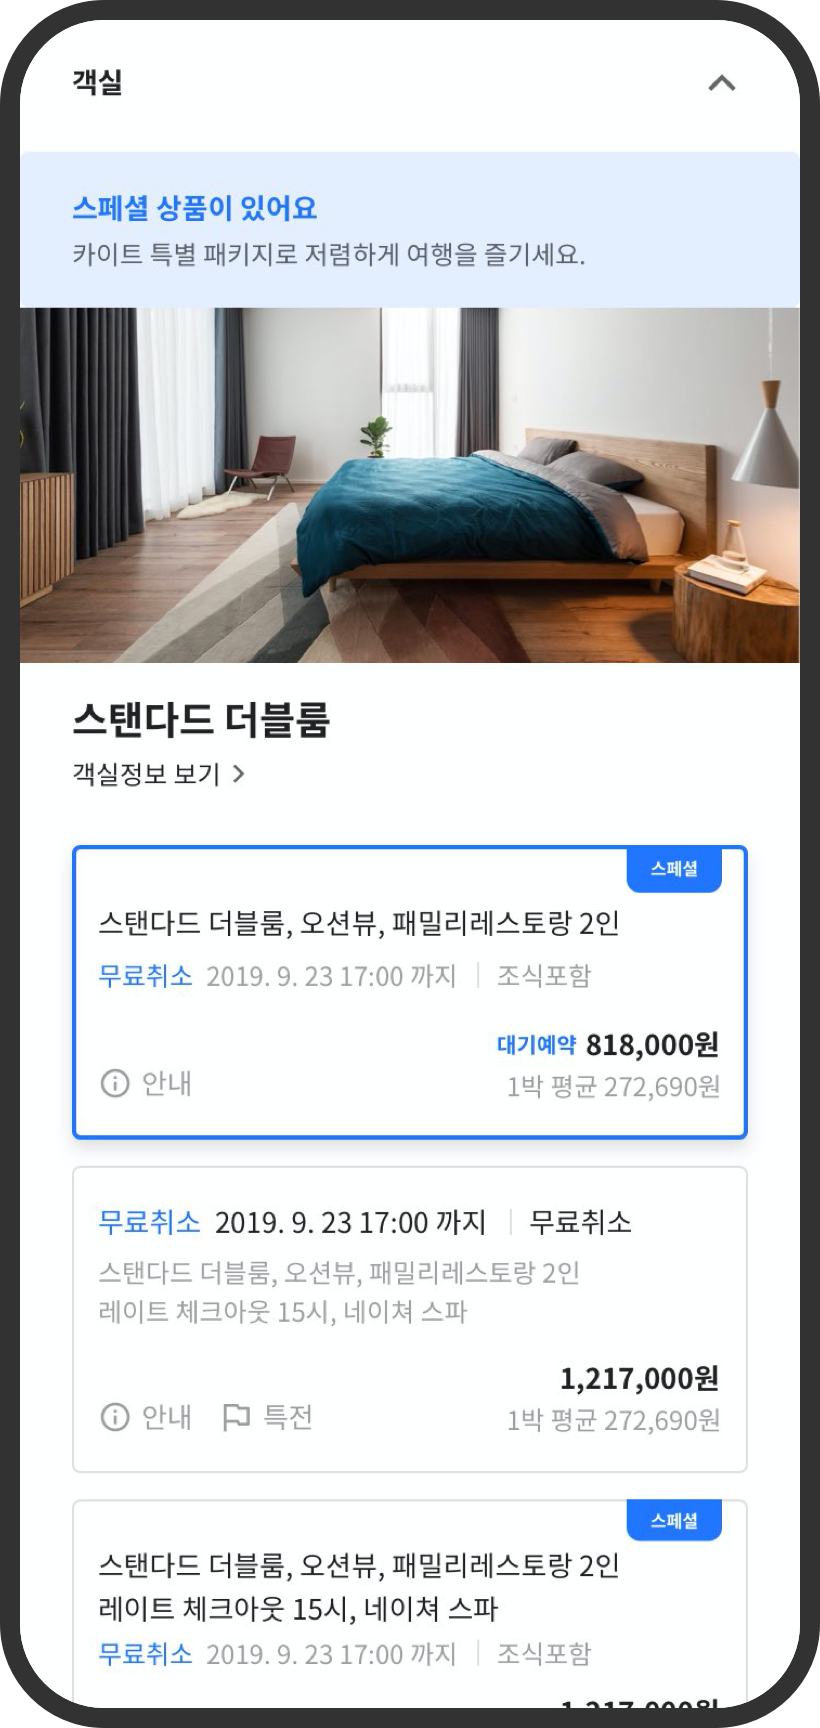 객실
스페셜 상품이 있어요
카이트 특별 패키지로 저렴하게 여행을 즐기세요.
스탠다드 더블룸
객실정보 보기
스페셜
스탠다드 더블룸, 오션뷰, 패밀리레스토랑 2인
무료취소 2019. 9. 23 17:00 까지 조식포함
대기예약 818,000원
안내 1박 평균 272,690원
무료취소 2019. 9. 23 17:00 까지 무료취소
스탠다드 더블룸, 오션뷰, 패밀리레스토랑 2인
레이트 체크아웃 15시, 네이쳐 스파
1,217,000원
안내 특전 1박 평균 272,690원
스페셜
스탠다드 더블룸, 오션뷰, 패밀리레스토랑 2인
레이트 체크아웃 15시, 네이쳐 스파
무료취소 2019. 9. 23 17:00 까지 조식포함
1,217,000원